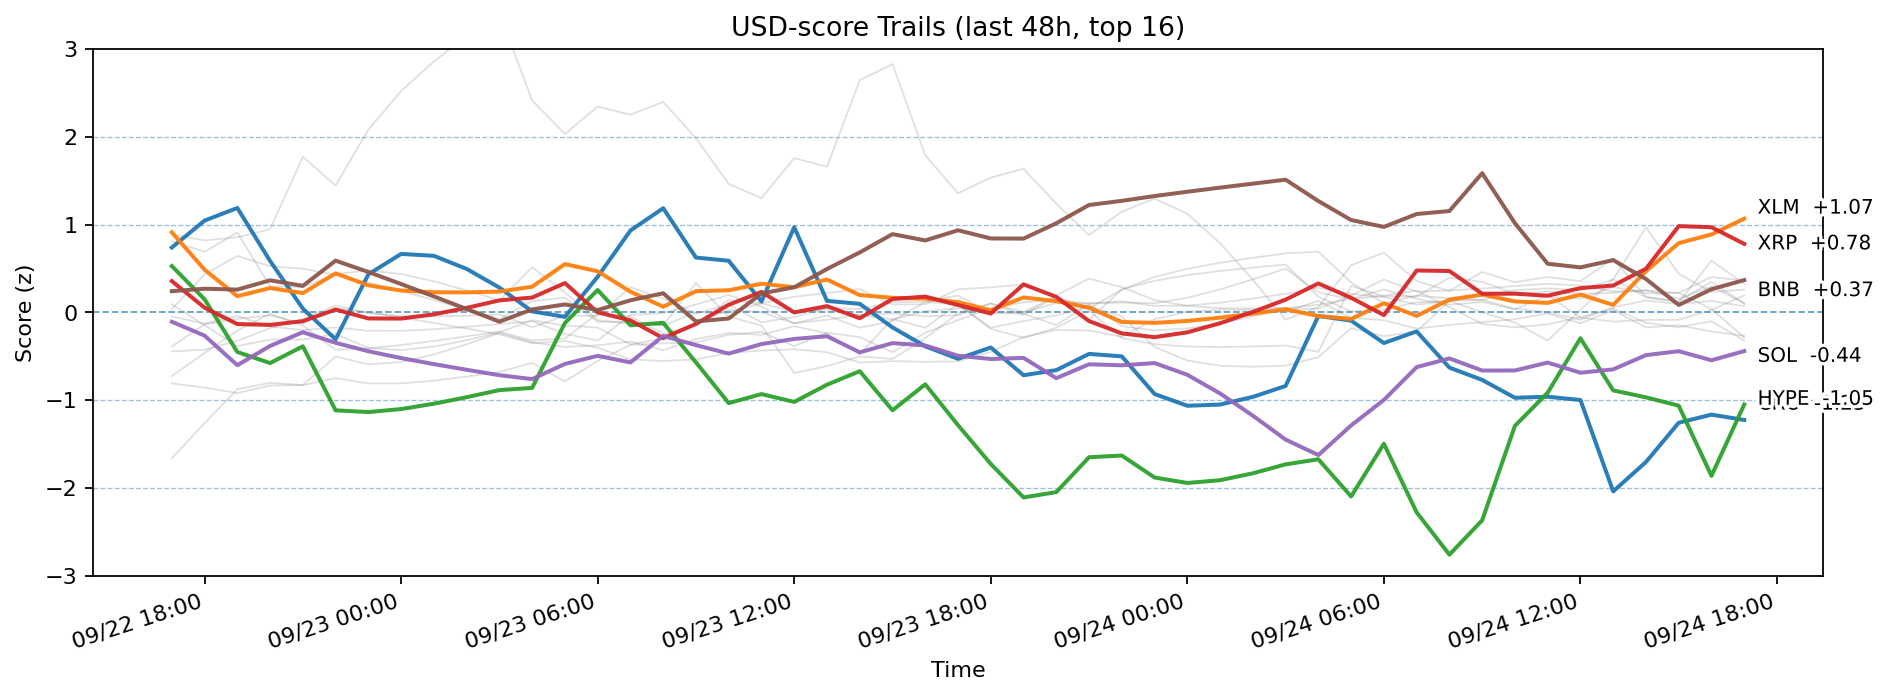 USD-score Trails (last 48h, top 16)
Score (z)
3
2
1
0
−1
−2
−3
XLM +1.07
XRP +0.78
BNB +0.37
SOL -0.44
HYPE -1.05
09/22 18:00
09/23 00:00
09/23 06:00
09/23 12:00
09/23 18:00
09/24 00:00
09/24 06:00
09/24 12:00
09/24 18:00
Time